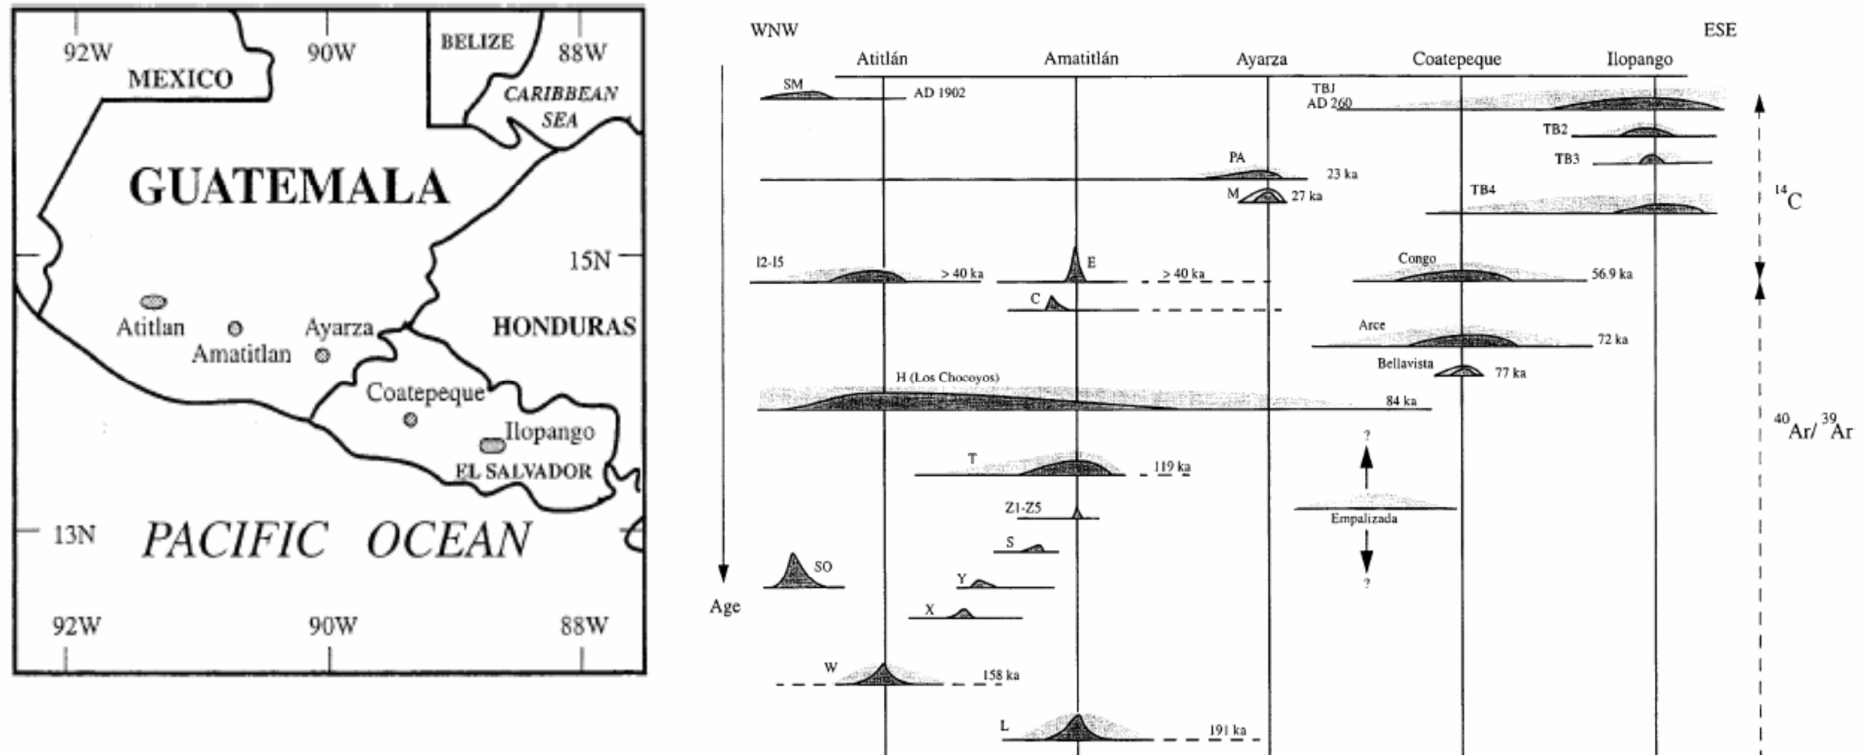 92W
90W
BELIZE
88W
MEXICO
CARIBBEAN
SEA
GUATEMALA
15N
Atitlan
Amatitlan
Ayarza
HONDURAS
Coatepeque
Ilopango
EL SALVADOR
13N
PACIFIC OCEAN
92W
90W
88W
WNW
ESE
Atitlán
Amatitlán
Ayarza
Coatepeque
Ilopango
SM
AD 1902
TBJ
AD 260
TB2
TB3
PA
23 ka
M
27 ka
TB4
14C
I2-I5
> 40 ka
E
> 40 ka
Congo
56.9 ka
C
Arce
72 ka
Bellavista
77 ka
H (Los Chocoyos)
84 ka
40Ar/ 39Ar
T
119 ka
?
Z1-Z5
Empalizada
S
SO
Y
?
Age
X
W
158 ka
L
191 ka